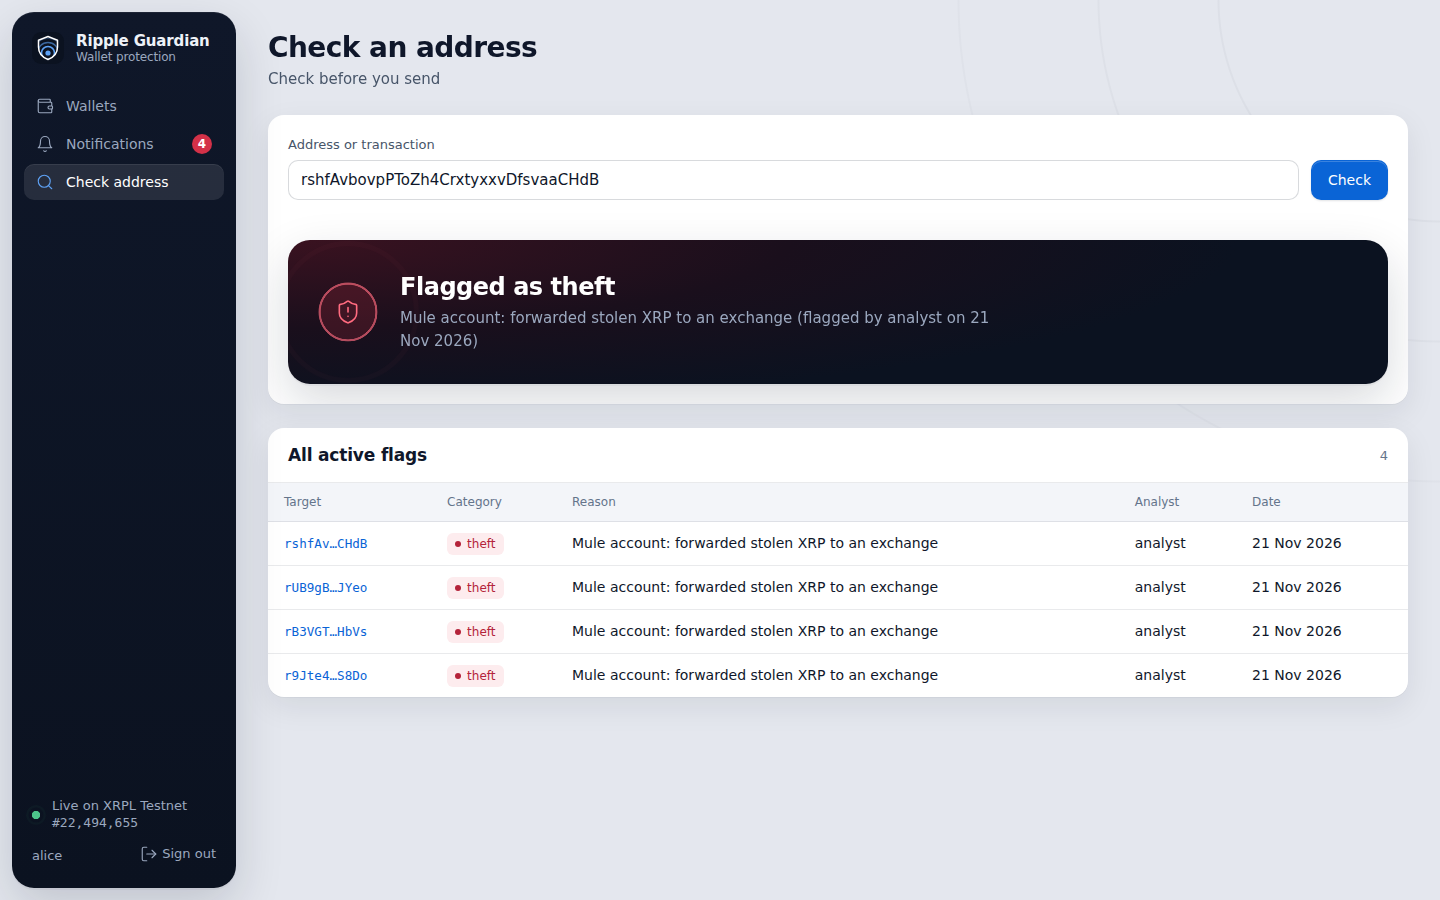 Ripple Guardian
Wallet protection
Wallets
Notifications 4
Check address
Live on XRPL Testnet
#22,494,655
alice Sign out
Check an address
Check before you send
Address or transaction
rshfAvbovpPToZh4CrxtyxxvDfsvaaCHdB Check
Flagged as theft
Mule account: forwarded stolen XRP to an exchange (flagged by analyst on 21
Nov 2026)
All active flags 4
Target Category Reason Analyst Date
rshfAv…CHdB theft Mule account: forwarded stolen XRP to an exchange analyst 21 Nov 2026
rUB9gB…JYeo theft Mule account: forwarded stolen XRP to an exchange analyst 21 Nov 2026
rB3VGT…HbVs theft Mule account: forwarded stolen XRP to an exchange analyst 21 Nov 2026
r9Jte4…S8Do theft Mule account: forwarded stolen XRP to an exchange analyst 21 Nov 2026